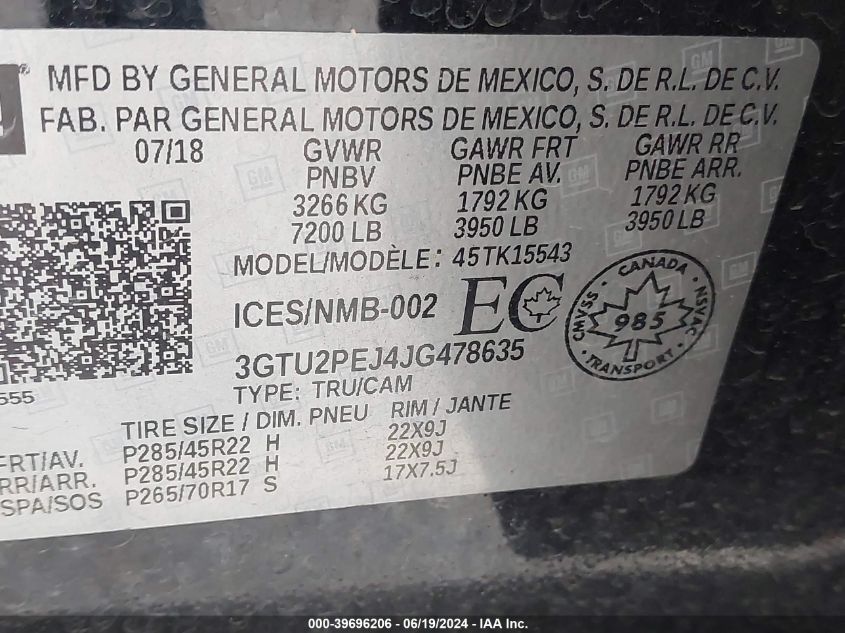 MFD BY GENERAL MOTORS DE MEXICO, S. DE R.L. DE C.V.
FAB. PAR GENERAL MOTORS DE MEXICO, S. DE R.L. DE C.V.
07/18 GVWR GAWR FRT GAWR RR
PNBV PNBE AV. PNBE ARR.
3266 KG 1792 KG 1792 KG
7200 LB 3950 LB 3950 LB
MODEL/MODÈLE: 45TK15543
ICES/NMB-002 EC
CANADA
CMVSS 985 NSVAC
TRANSPORT
3GTU2PEJ4JG478635
TYPE: TRU/CAM
555
TIRE SIZE / DIM. PNEU RIM / JANTE
FRT/AV. P285/45R22 H 22X9J
RR/ARR. P285/45R22 H 22X9J
SPA/SOS P265/70R17 S 17X7.5J
000-39696206 - 06/19/2024 - IAA Inc.